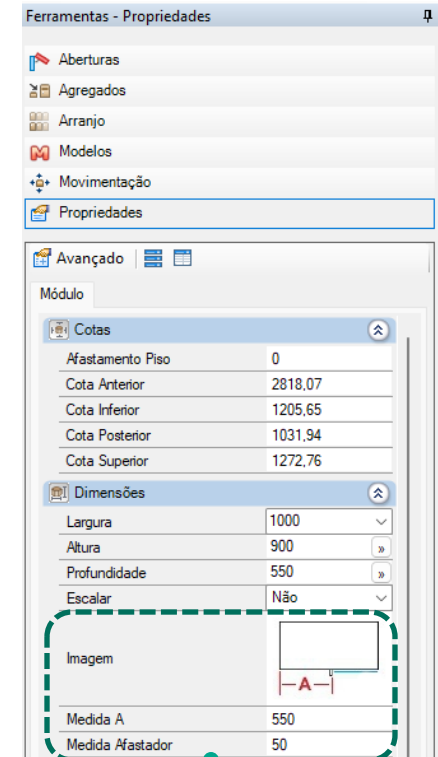 Ferramentas - Propriedades
Aberturas
Agregados
Arranjo
Modelos
Movimentação
Propriedades
Avançado
Módulo
Cotas
Afastamento Piso 0
Cota Anterior 2818,07
Cota Inferior 1205,65
Cota Posterior 1031,94
Cota Superior 1272,76
Dimensões
Largura 1000
Altura 900 »
Profundidade 550 »
Escalar Não
Imagem
A
Medida A 550
Medida Afastador 50